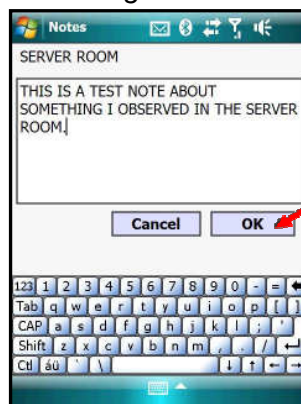 Notes
SERVER ROOM
THIS IS A TEST NOTE ABOUT
SOMETHING I OBSERVED IN THE SERVER
ROOM.
Cancel OK
123 1 2 3 4 5 6 7 8 9 0 - =
Tab q w e r t y u i o p [ ]
CAP a s d f g h j k l ; '
Shift z x c v b n m , . /
Ctl áü ` \